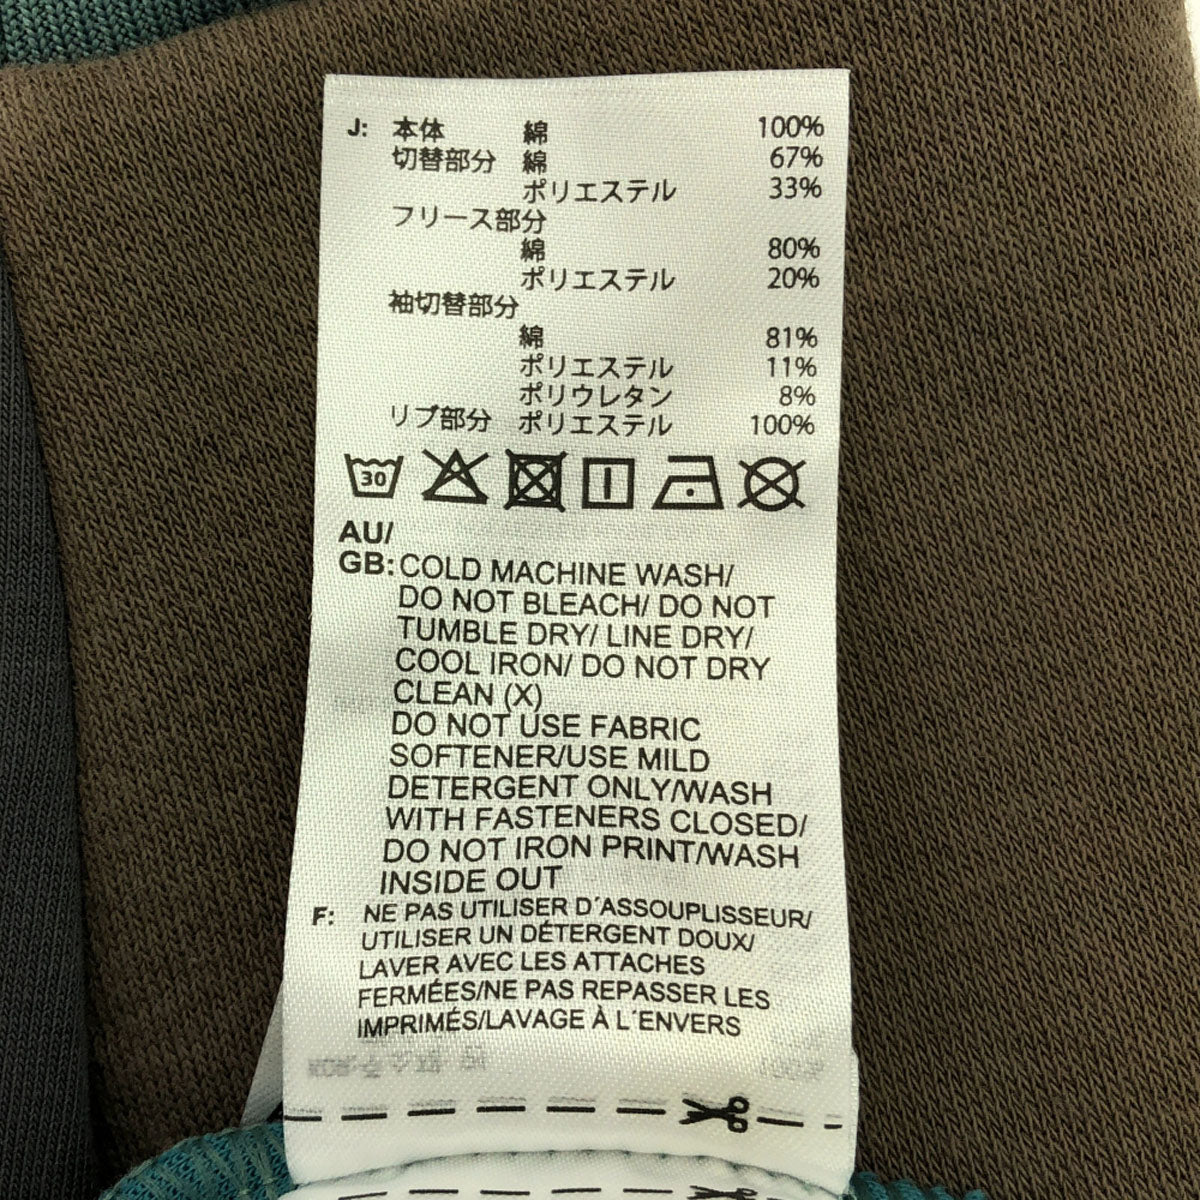 J: 本体 綿 100%
切替部分 綿 67%
ポリエステル 33%
フリース部分
綿 80%
ポリエステル 20%
袖切替部分
綿 81%
ポリエステル 11%
ポリウレタン 8%
リブ部分 ポリエステル 100%
30
AU/
GB: COLD MACHINE WASH/
DO NOT BLEACH/ DO NOT
TUMBLE DRY/ LINE DRY/
COOL IRON/ DO NOT DRY
CLEAN (X)
DO NOT USE FABRIC
SOFTENER/USE MILD
DETERGENT ONLY/WASH
WITH FASTENERS CLOSED/
DO NOT IRON PRINT/WASH
INSIDE OUT
F: NE PAS UTILISER D´ASSOUPLISSEUR/
UTILISER UN DÉTERGENT DOUX/
LAVER AVEC LES ATTACHES
FERMÉES/NE PAS REPASSER LES
IMPRIMÉS/LAVAGE À L´ENVERS